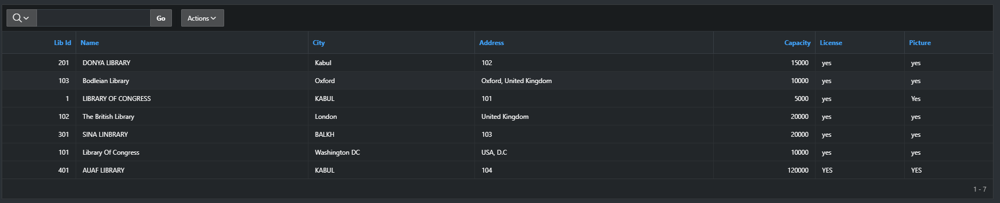 Go Actions
Lib Id Name City Address Capacity License Picture
201 DONYA LIBRARY Kabul 102 15000 yes yes
103 Bodleian Library Oxford Oxford, United Kingdom 10000 yes yes
1 LIBRARY OF CONGRESS KABUL 101 5000 yes Yes
102 The British Library London United Kingdom 20000 yes yes
301 SINA LINBRARY BALKH 103 20000 yes yes
101 Library Of Congress Washington DC USA, D.C 10000 yes yes
401 AUAF LIBRARY KABUL 104 120000 YES YES
1 - 7